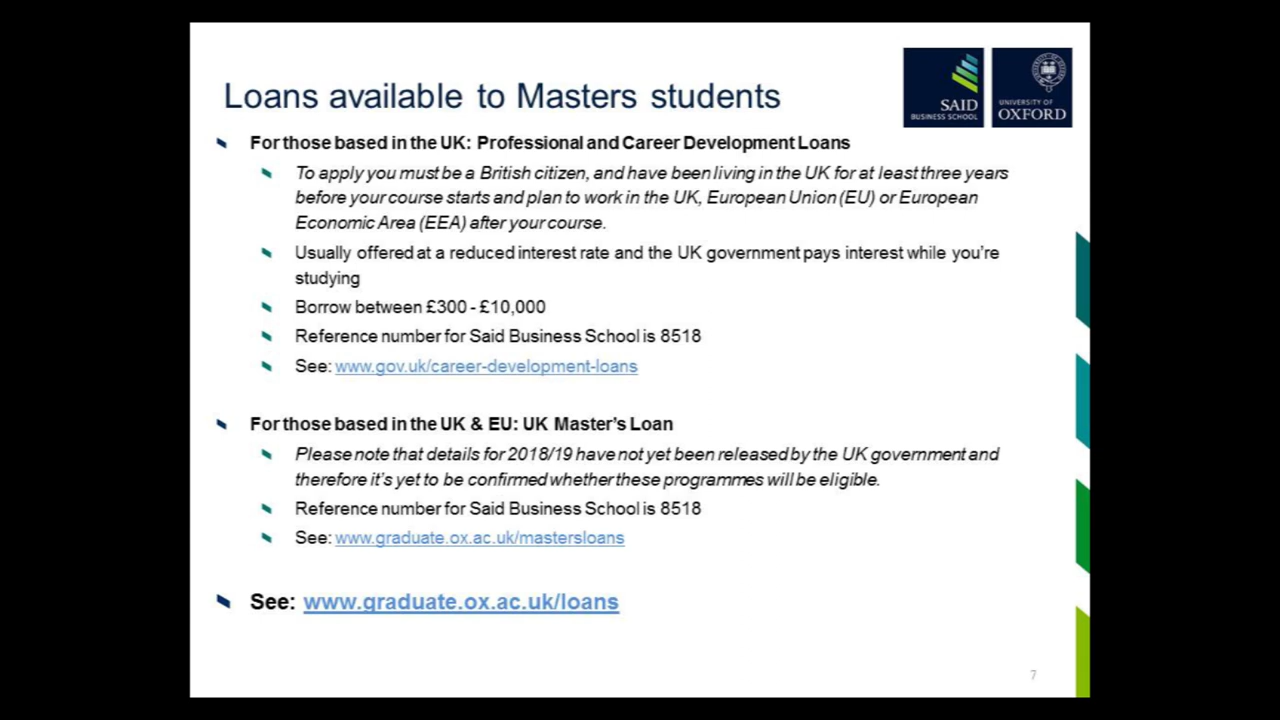 Loans available to Masters students
SAID
BUSINESS SCHOOL
UNIVERSITY OF
OXFORD
For those based in the UK: Professional and Career Development Loans
To apply you must be a British citizen, and have been living in the UK for at least three years
before your course starts and plan to work in the UK, European Union (EU) or European
Economic Area (EEA) after your course.
Usually offered at a reduced interest rate and the UK government pays interest while you're
studying
Borrow between £300 - £10,000
Reference number for Said Business School is 8518
See: www.gov.uk/career-development-loans
For those based in the UK & EU: UK Master's Loan
Please note that details for 2018/19 have not yet been released by the UK government and
therefore it's yet to be confirmed whether these programmes will be eligible.
Reference number for Said Business School is 8518
See: www.graduate.ox.ac.uk/mastersloans
See: www.graduate.ox.ac.uk/loans
7